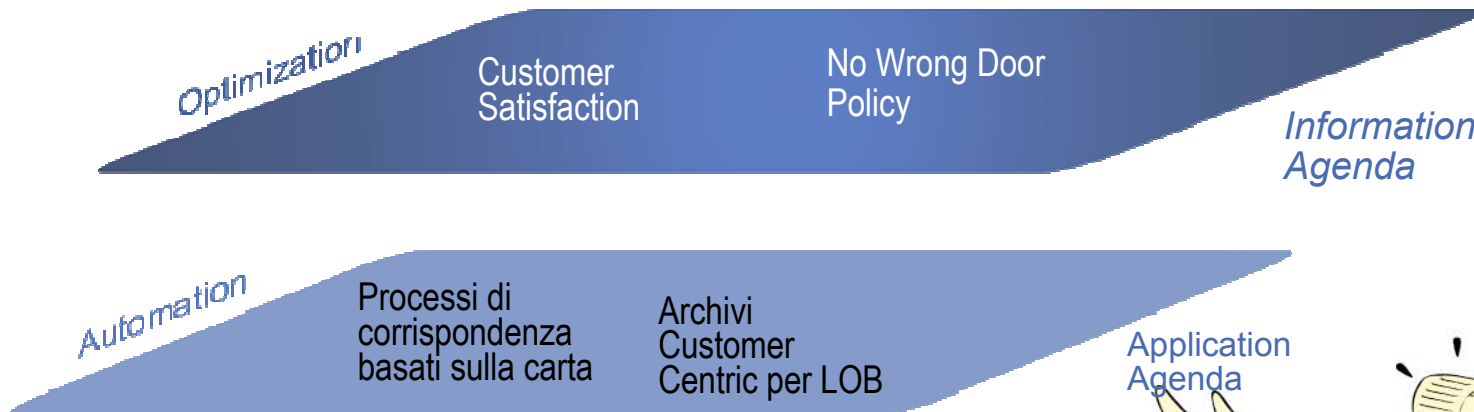 Optimization
Customer
Satisfaction
No Wrong Door
Policy
Information
Agenda
Automation
Processi di
corrispondenza
basati sulla carta
Archivi
Customer
Centric per LOB
Application
Agenda